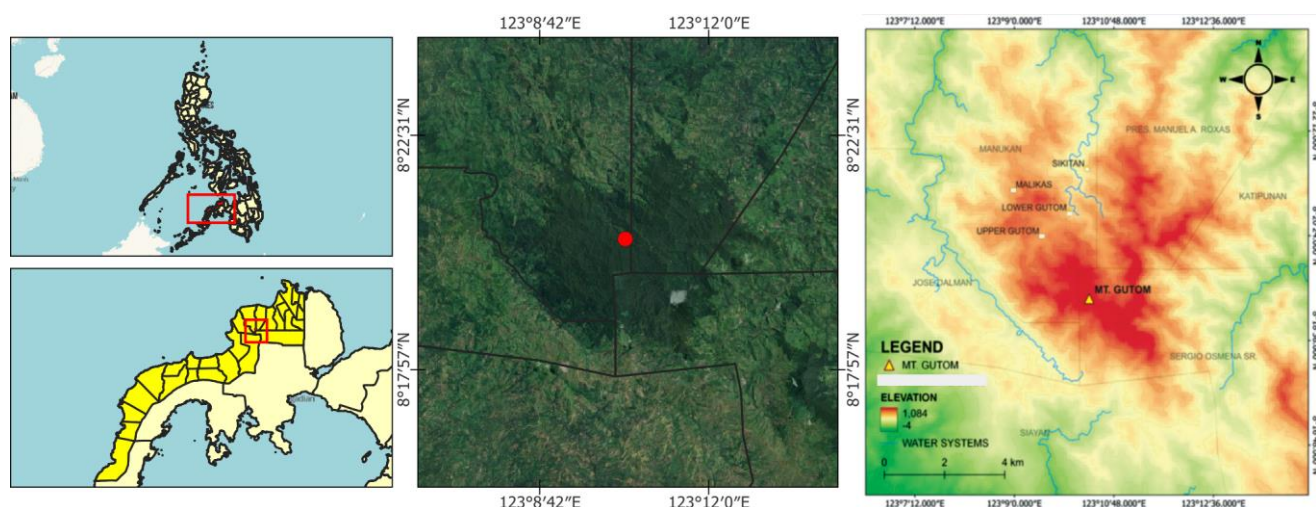 123°8′42″E
123°12′0″E
8°22′31″N
8°17′57″N
8°22′31″N
8°17′57″N
123°8′42″E
123°12′0″E
123°7′12.000″E
123°9′0.000″E
123°10′48.000″E
123°12′36.000″E
N
W
E
S
PRES. MANUEL A. ROXAS
MANUKAN
SIKITAN
MALIKAS
KATIPUNAN
LOWER GUTOM
UPPER GUTOM
JOSE DALMAN
MT. GUTOM
SERGIO OSMEÑA SR.
SIAYAN
LEGEND
MT. GUTOM
ELEVATION
1,084
-4
WATER SYSTEMS
0 2 4 km
123°7′12.000″E
123°9′0.000″E
123°10′48.000″E
123°12′36.000″E